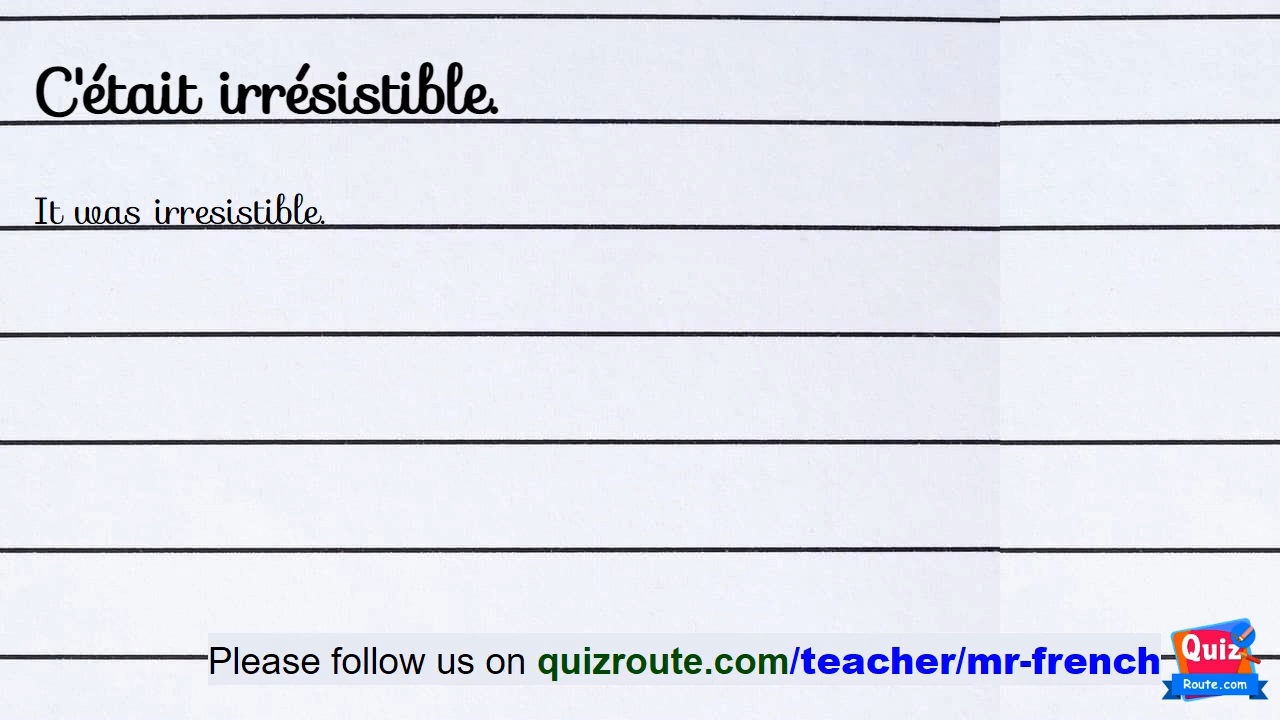 C'était irrésistible.
It was irresistible.
Please follow us on quizroute.com/teacher/mr-french
Quiz
Route.com